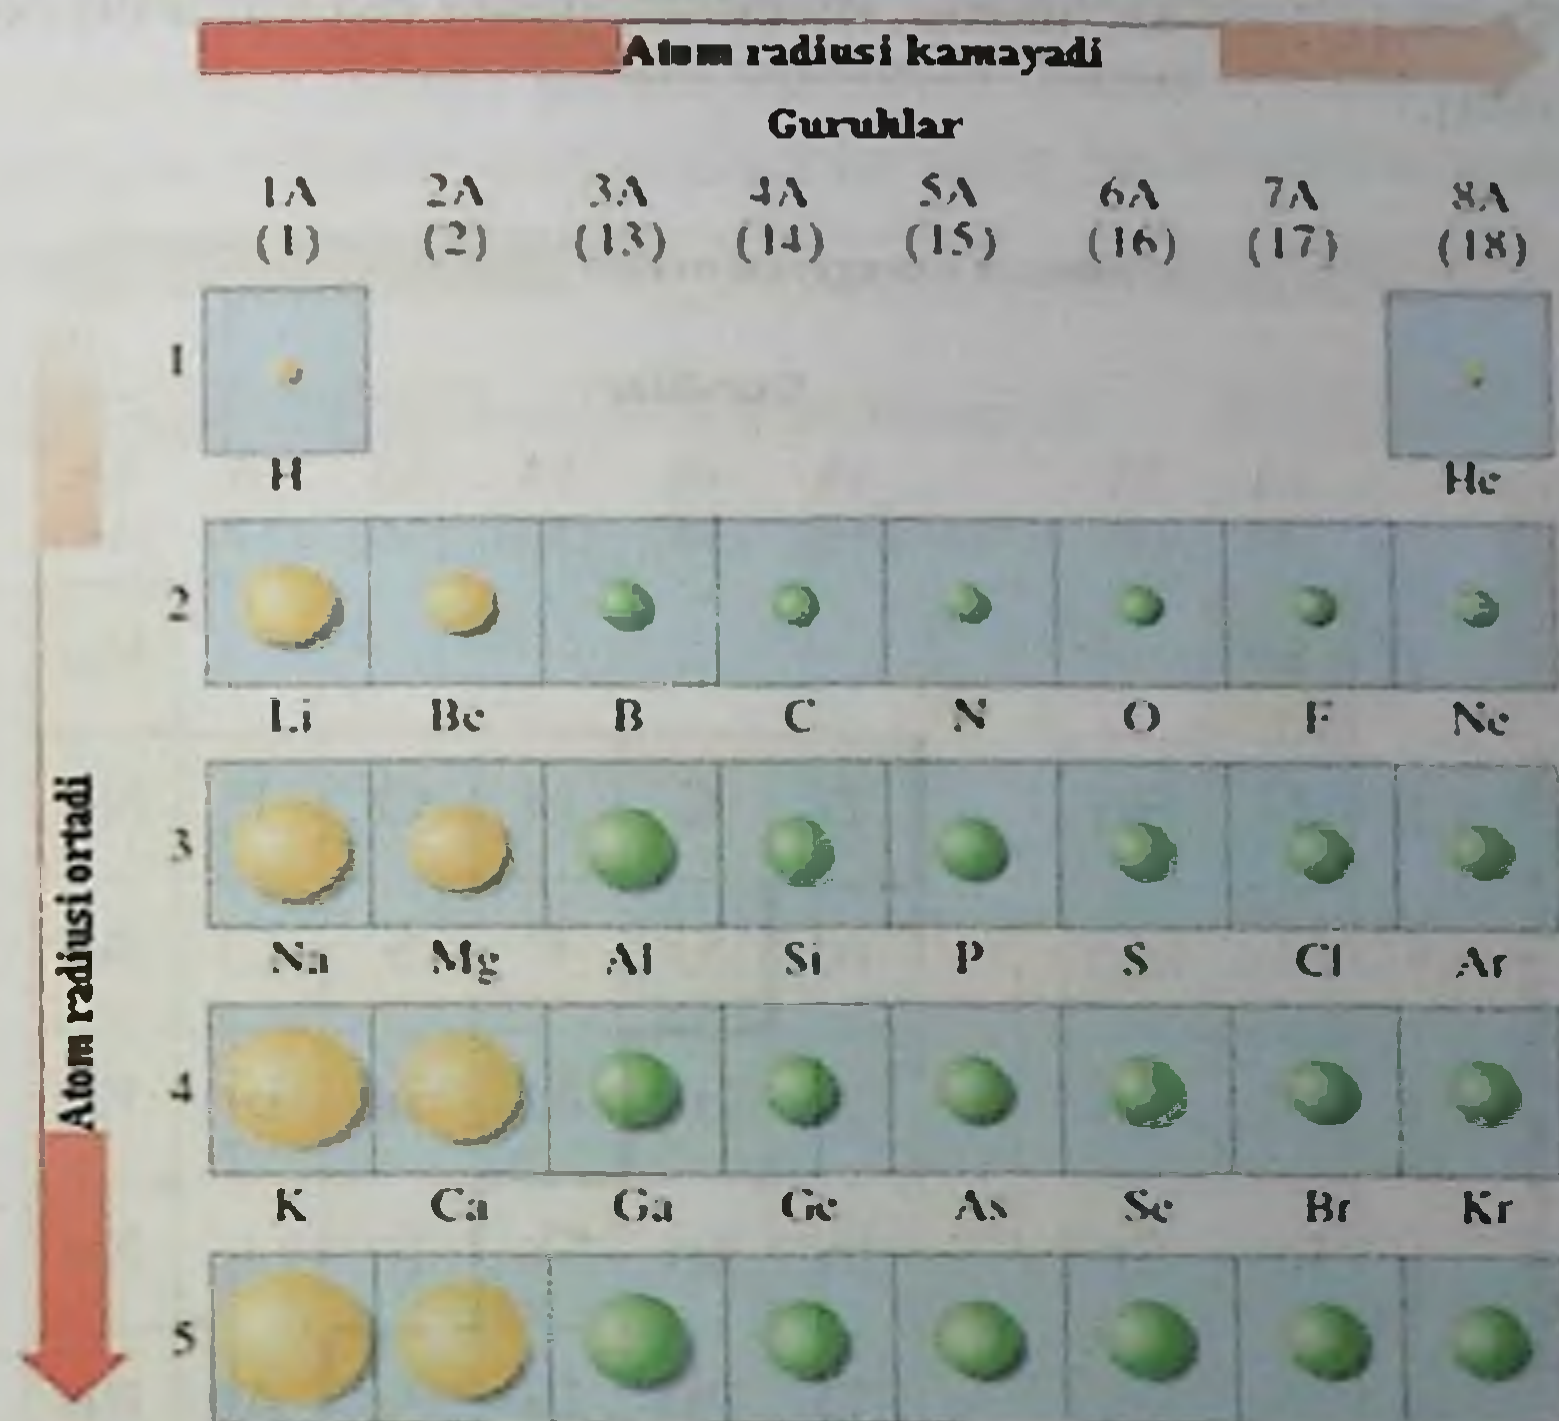 Atom radiusi kamayadi
Guruhlar
1A 2A 3A 4A 5A 6A 7A 8A
(1) (2) (13) (14) (15) (16) (17) (18)
1
H He
2
Li Be B C N O F Ne
3
Na Mg Al Si P S Cl Ar
4
K Ca Ga Ge As Se Br Kr
5
Atom radiusi ortadi